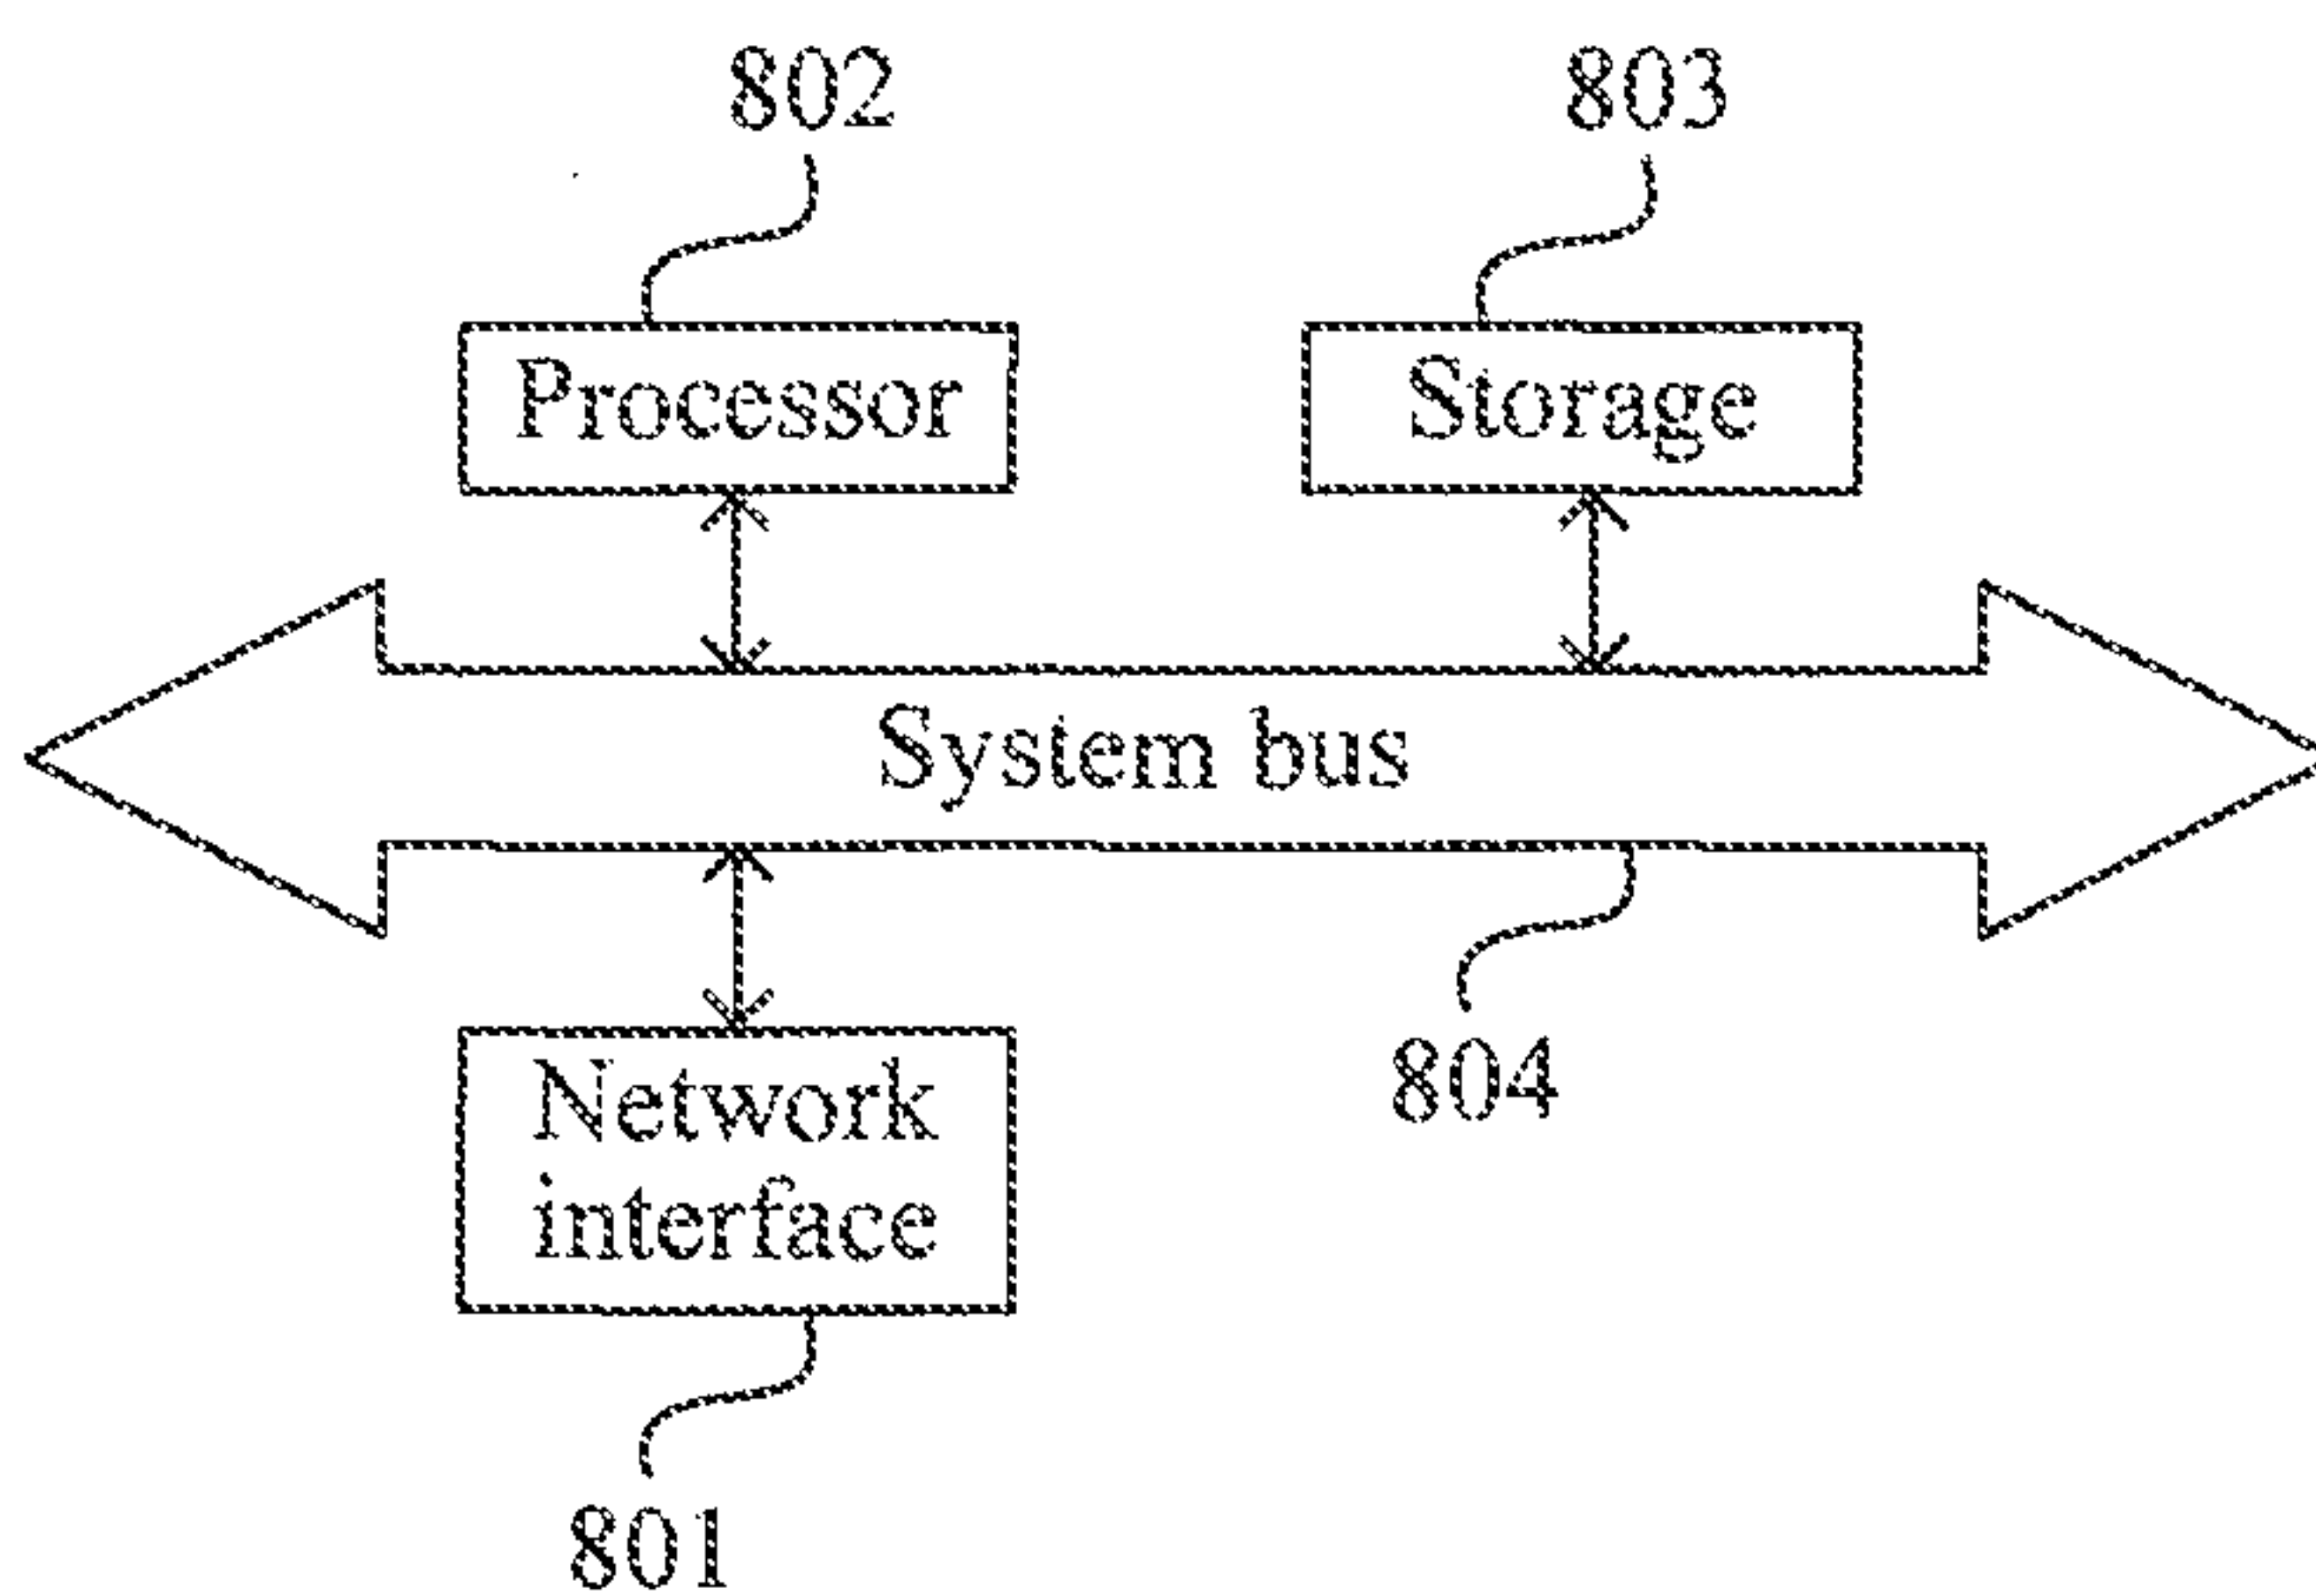 802
803
Processor
Storage
System bus
804
Network
interface
801